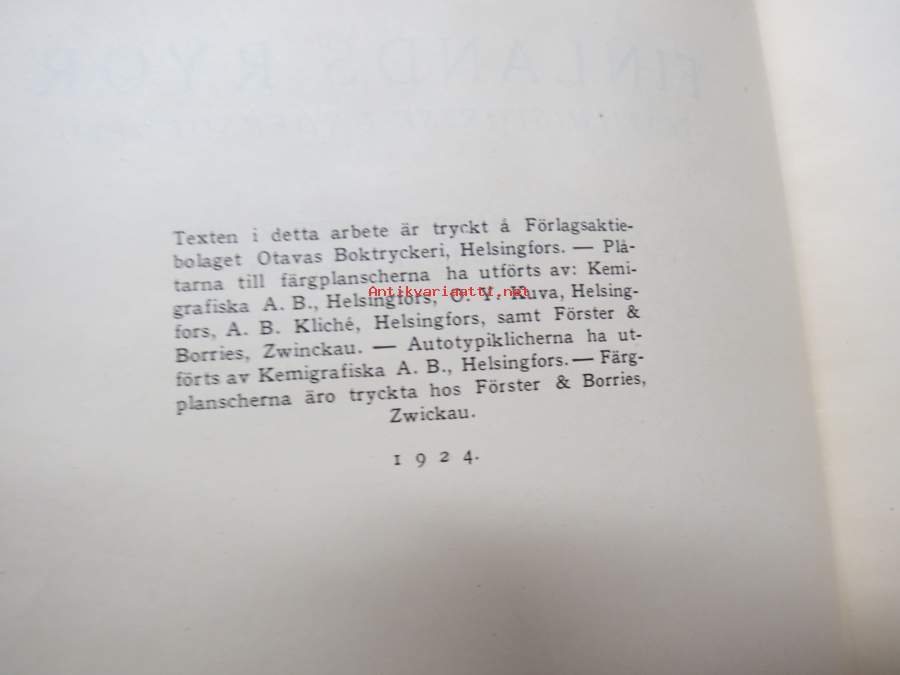 FINLANDS RYOR
Texten i detta arbete är tryckt å Förlagsaktie-
bolaget Otavas Boktryckeri, Helsingfors. — Plå-
tarna till färgplanscherna ha utförts av: Kemi-
grafiska A. B., Helsingfors, O. Y. Kuva, Helsing-
Antikvariaatti.net
fors, A. B. Kliché, Helsingfors, samt Förster &
Borries, Zwinckau. — Autotypiklicherna ha ut-
förts av Kemigrafiska A. B., Helsingfors. — Färg-
planscherna äro tryckta hos Förster & Borries,
Zwickau.
1924.